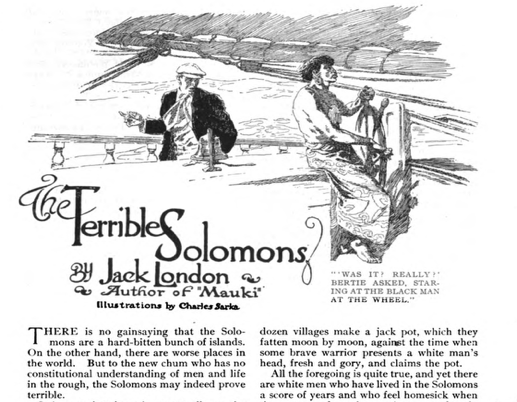 The Terrible Solomons
By Jack London
Author of "Mauki"
Illustrations by Charles Sarka
"'WAS IT? REALLY?'
BERTIE ASKED, STAR-
ING AT THE BLACK MAN
AT THE WHEEL."
THERE is no gainsaying that the Solo-
mons are a hard-bitten bunch of islands.
On the other hand, there are worse places
in the world. But to the new chum who has no
constitutional understanding of men and life
in the rough, the Solomons may indeed prove
terrible.
dozen villages make a jack pot, which they
fatten moon by moon, against the time when
some brave warrior presents a white man's
head, fresh and gory, and claims the pot.
All the foregoing is quite true, and yet there
are white men who have lived in the Solomons
a score of years and who feel homesick when